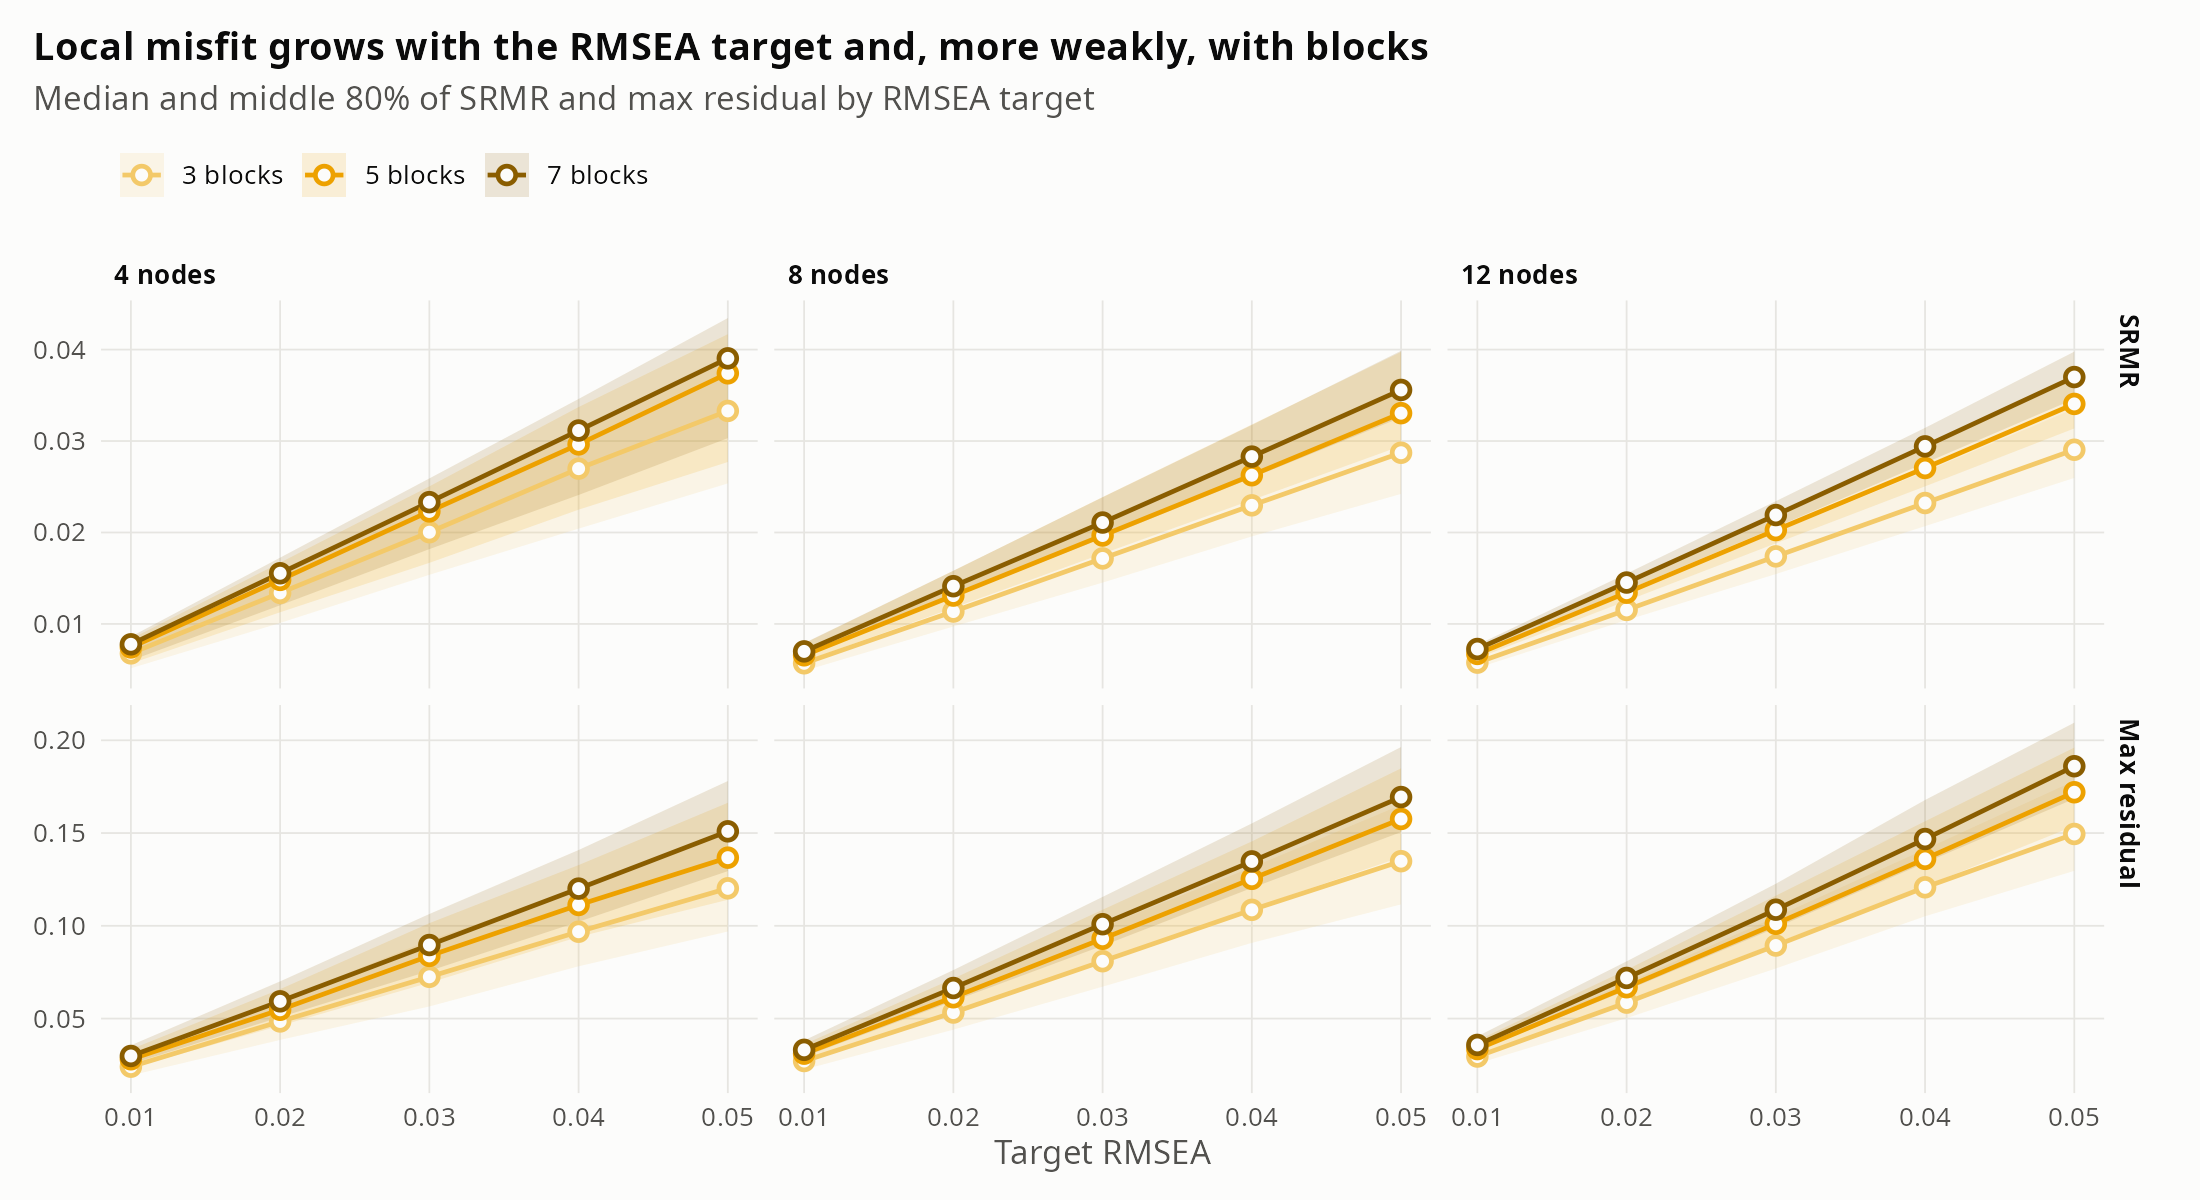 Local misfit grows with the RMSEA target and, more weakly, with blocks
Median and middle 80% of SRMR and max residual by RMSEA target
3 blocks 5 blocks 7 blocks
4 nodes 8 nodes 12 nodes
SRMR
0.04
0.03
0.02
0.01
Max residual
0.20
0.15
0.10
0.05
0.01 0.02 0.03 0.04 0.05 0.01 0.02 0.03 0.04 0.05 0.01 0.02 0.03 0.04 0.05
Target RMSEA